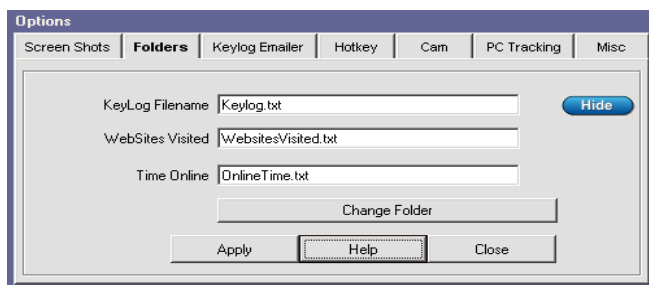 Options
Screen Shots Folders Keylog Emailer Hotkey Cam PC Tracking Misc
KeyLog Filename Keylog.txt Hide
WebSites Visited WebsitesVisited.txt
Time Online OnlineTime.txt
Change Folder
Apply Help Close